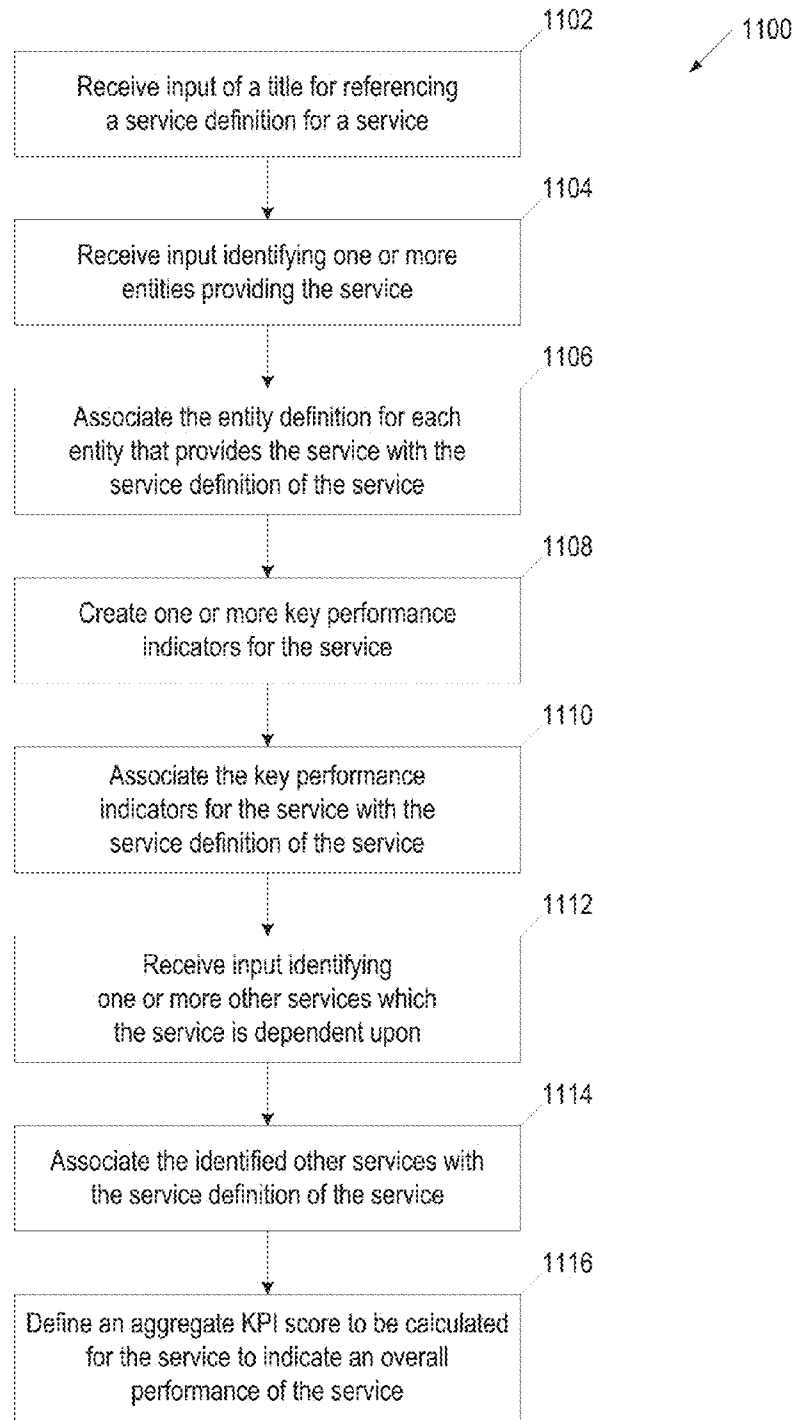 1102
1100
Receive input of a title for referencing
a service definition for a service
1104
Receive input identifying one or more
entities providing the service
1106
Associate the entity definition for each
entity that provides the service with the
service definition of the service
1108
Create one or more key performance
indicators for the service
1110
Associate the key performance
indicators for the service with the
service definition of the service
1112
Receive input identifying
one or more other services which
the service is dependent upon
1114
Associate the identified other services with
the service definition of the service
1116
Define an aggregate KPI score to be calculated
for the service to indicate an overall
performance of the service